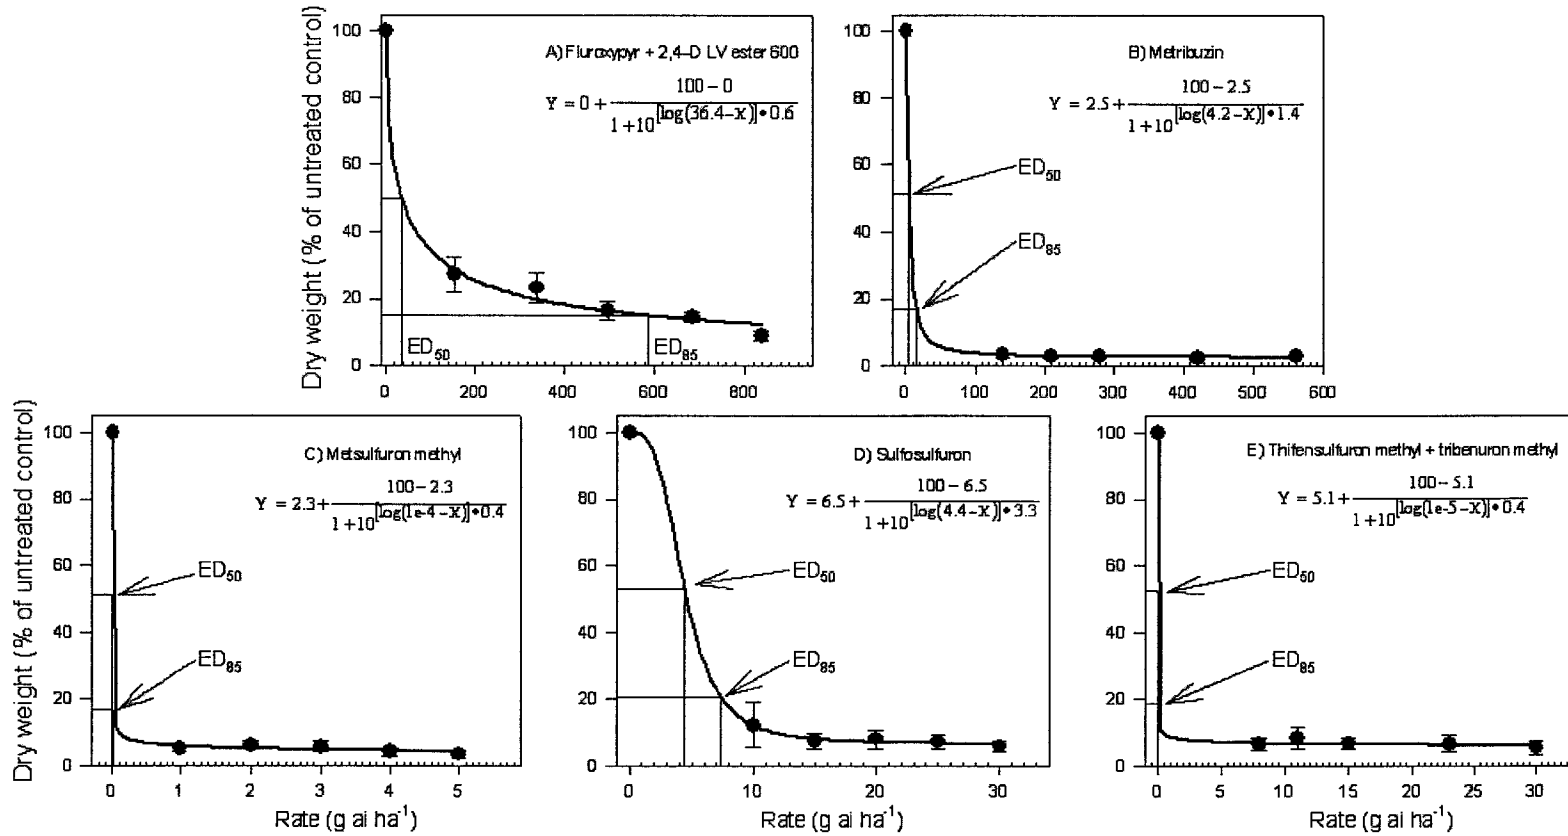 Dry weight (% of untreated control)
100
80
60
40
20
0
A) Fluroxypyr + 2,4-D LV ester 600
Y = 0 + (100 – 0) / (1 + 10^[log(36.4–X)]•0.6)
ED50
ED85
0 200 400 600 800
100
80
60
40
20
0
B) Metribuzin
Y = 2.5 + (100 – 2.5) / (1 + 10^[log(4.2–X)]•1.4)
ED50
ED85
0 100 200 300 400 500 600
Dry weight (% of untreated control)
100
80
60
40
20
0
C) Metsulfuron methyl
Y = 2.3 + (100 – 2.3) / (1 + 10^[log(1e-4–X)]•0.4)
ED50
ED85
0 1 2 3 4 5
Rate (g ai ha-1)
100
80
60
40
20
0
D) Sulfosulfuron
Y = 6.5 + (100 – 6.5) / (1 + 10^[log(4.4–X)]•3.3)
ED50
ED85
0 10 20 30
Rate (g ai ha-1)
100
80
60
40
20
0
E) Thifensulfuron methyl + tribenuron methyl
Y = 5.1 + (100 – 5.1) / (1 + 10^[log(1e-5–X)]•0.4)
ED50
ED85
0 5 10 15 20 25 30
Rate (g ai ha-1)